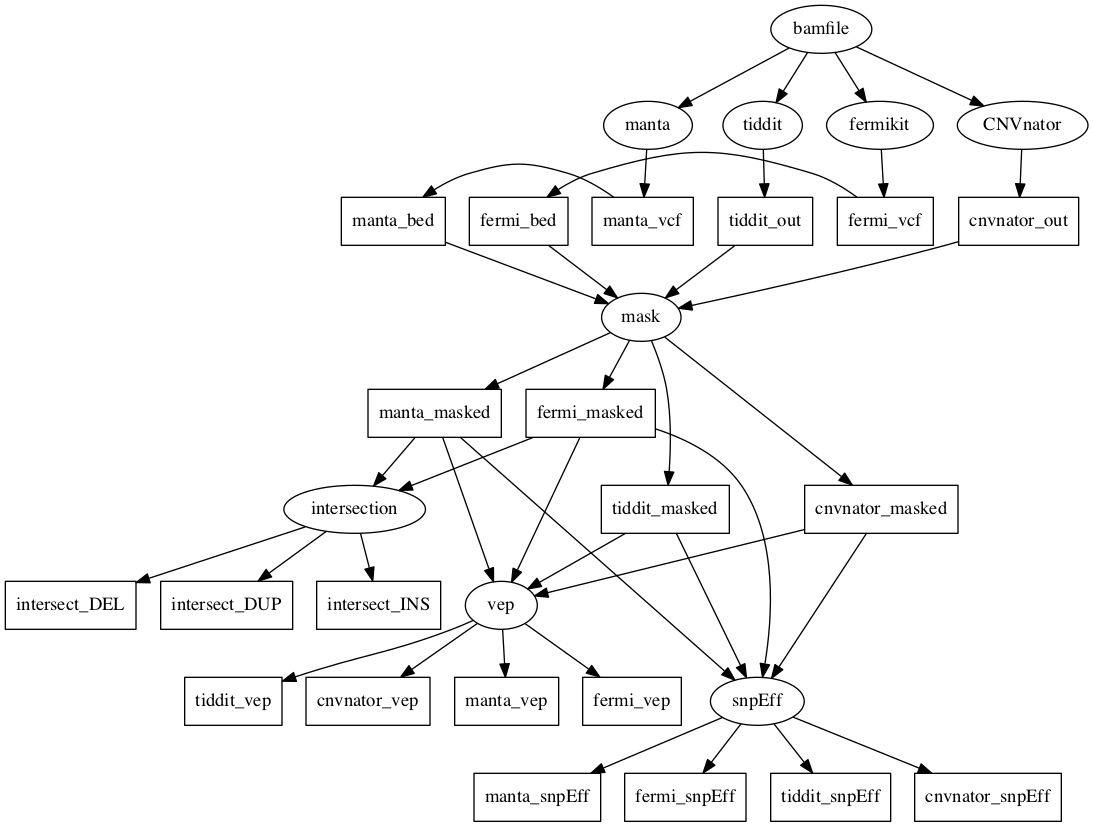 bamfile
manta
tiddit
fermikit
CNVnator
manta_bed
fermi_bed
manta_vcf
tiddit_out
fermi_vcf
cnvnator_out
mask
manta_masked
fermi_masked
intersection
tiddit_masked
cnvnator_masked
intersect_DEL
intersect_DUP
intersect_INS
vep
tiddit_vep
cnvnator_vep
manta_vep
fermi_vep
snpEff
manta_snpEff
fermi_snpEff
tiddit_snpEff
cnvnator_snpEff